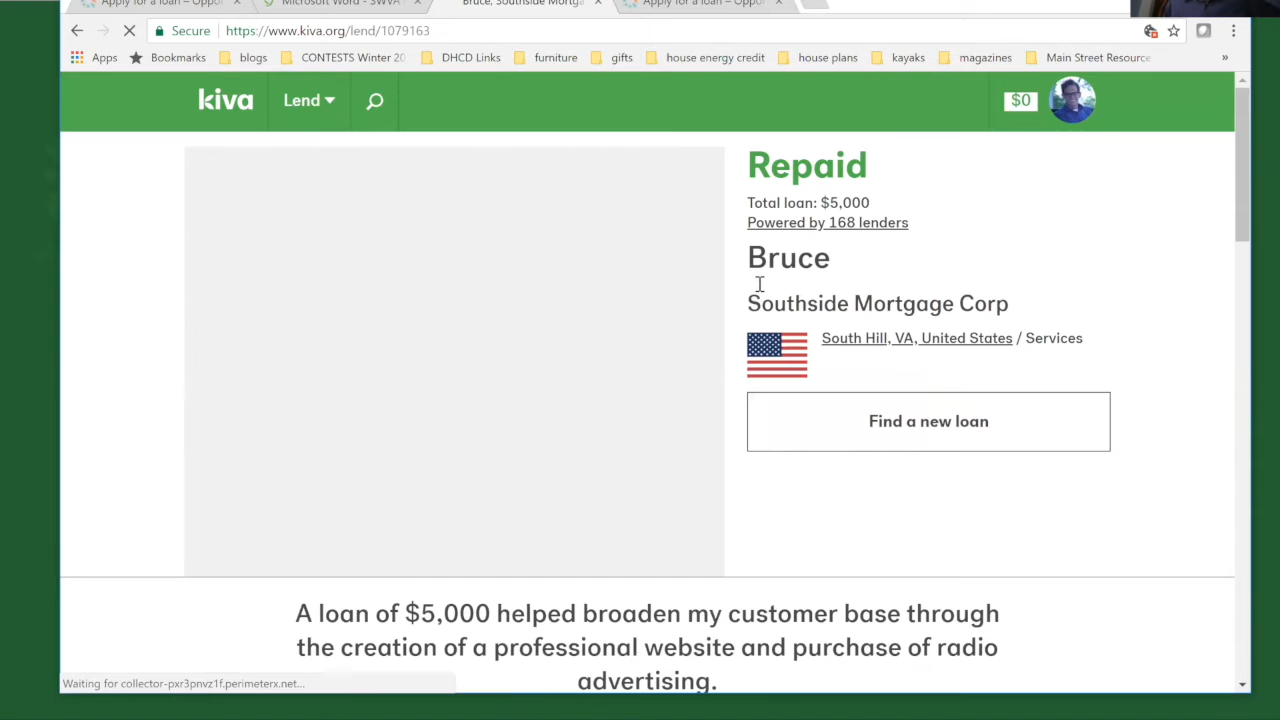 Apply for a loan – Oppo
Microsoft Word - SWVA
Bruce, Southside Mortga
Apply for a loan – Oppor
Secure
https://www.kiva.org/lend/1079163
Apps
Bookmarks
blogs
CONTESTS Winter 20
DHCD Links
furniture
gifts
house energy credit
house plans
kayaks
magazines
Main Street Resource
»
kiva
Lend
$0
Repaid
Total loan: $5,000
Powered by 168 lenders
Bruce
Southside Mortgage Corp
South Hill, VA, United States / Services
Find a new loan
A loan of $5,000 helped broaden my customer base through
the creation of a professional website and purchase of radio
advertising.
Waiting for collector-pxr3pnvz1f.perimeterx.net...